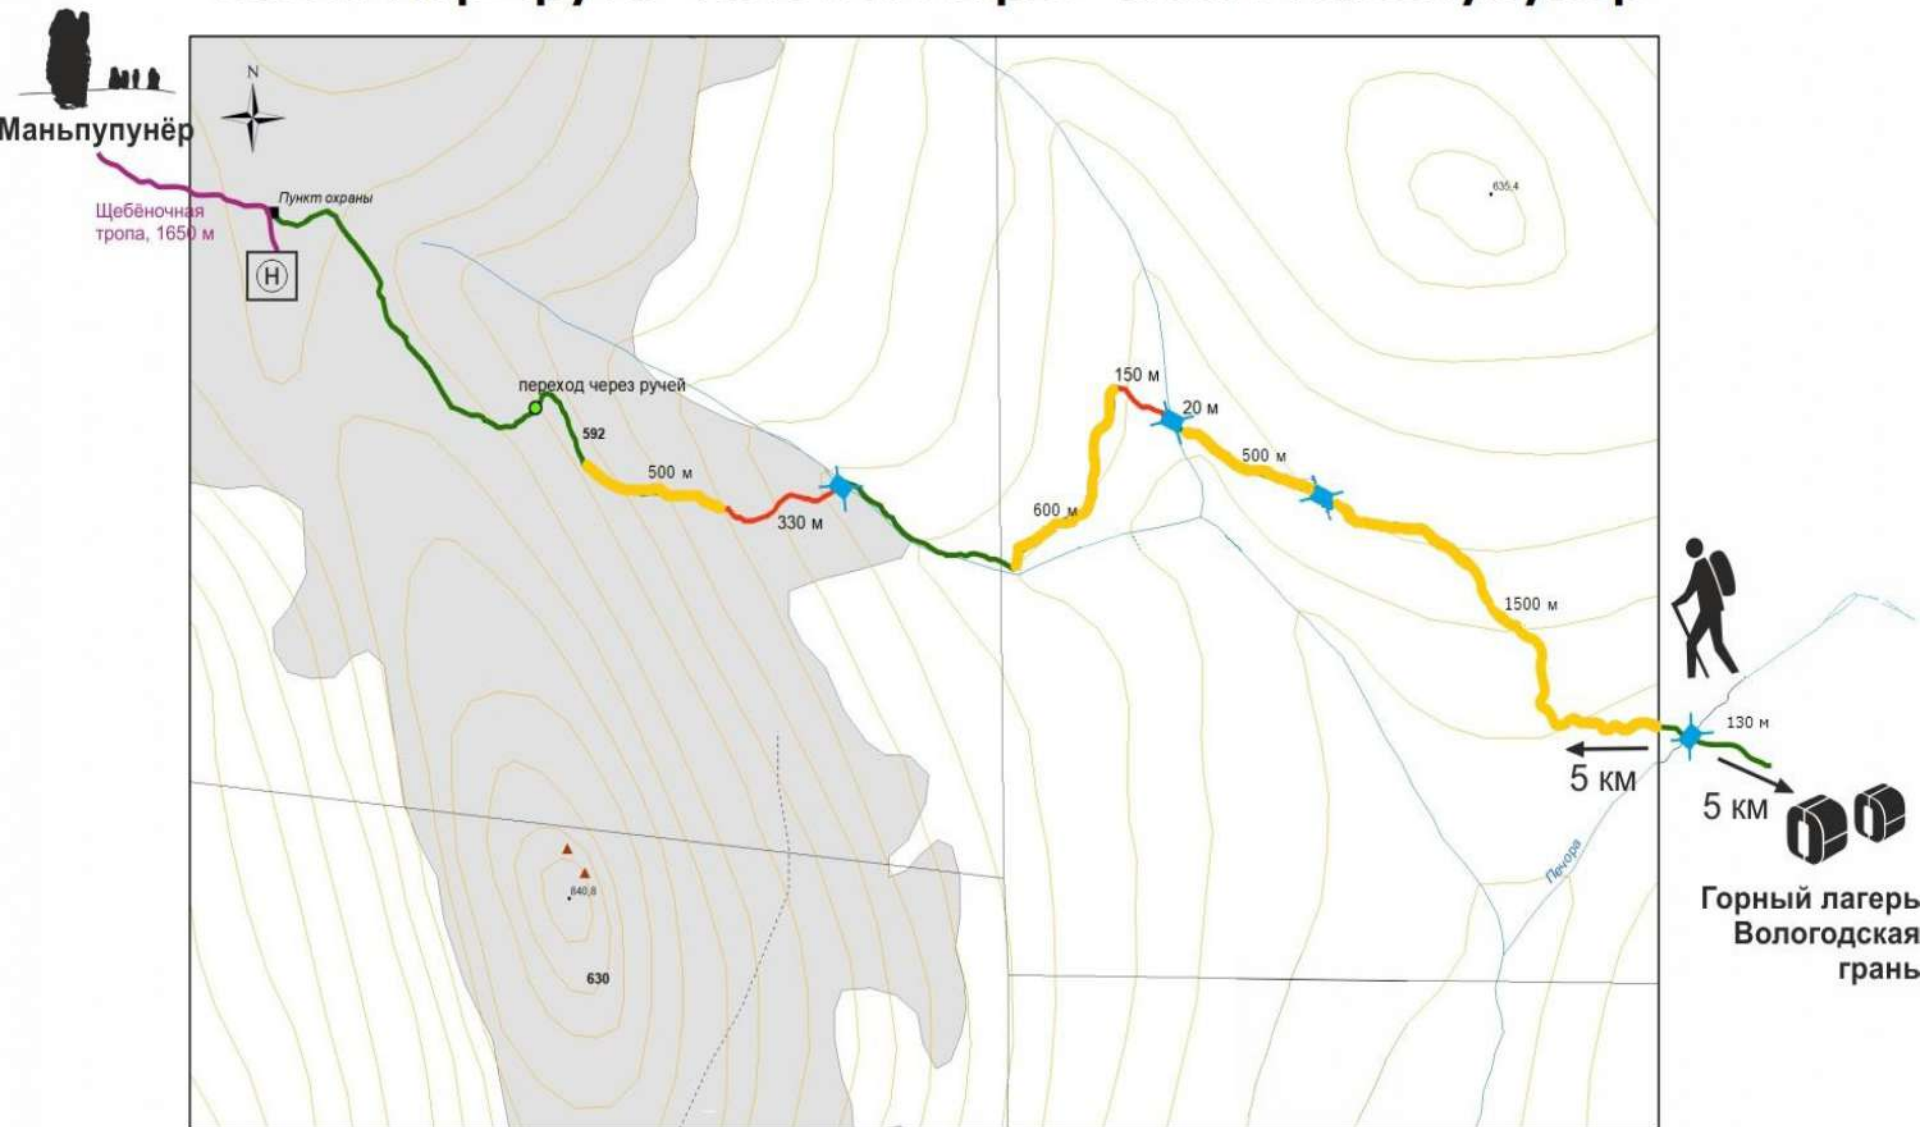 Маньпупунёр
N
Пункт охраны
Щебёночная
тропа, 1650 м
H
635,4
переход через ручей
592
500 м
330 м
150 м
20 м
500 м
600 м
1500 м
130 м
5 км
5 км
Печора
Горный лагерь
Вологодская
грань
840,8
630